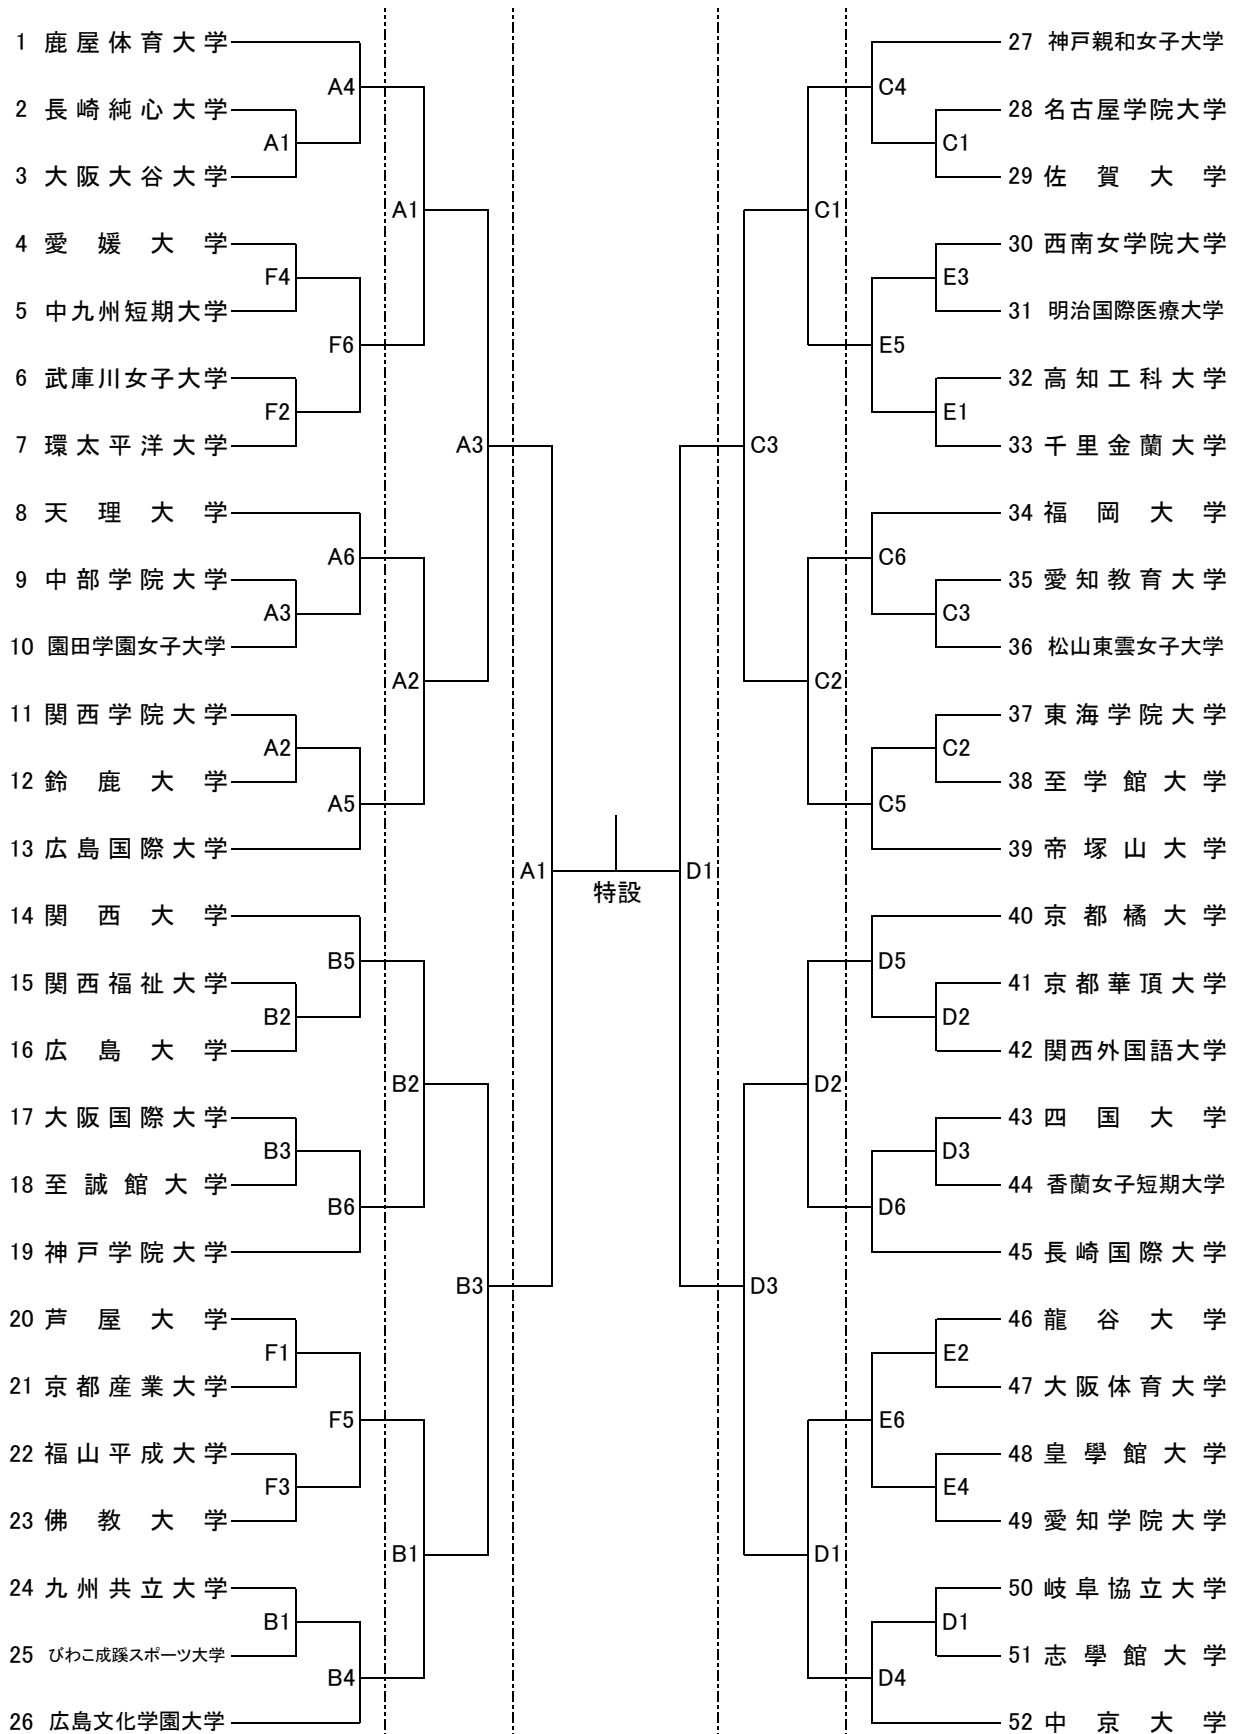 1 鹿屋体育大学
2 長崎純心大学
3 大阪大谷大学
4 愛媛大学
5 中九州短期大学
6 武庫川女子大学
7 環太平洋大学
8 天理大学
9 中部学院大学
10 園田学園女子大学
11 関西学院大学
12 鈴鹿大学
13 広島国際大学
14 関西大学
15 関西福祉大学
16 広島大学
17 大阪国際大学
18 至誠館大学
19 神戸学院大学
20 芦屋大学
21 京都産業大学
22 福山平成大学
23 佛教大学
24 九州共立大学
25 びわこ成蹊スポーツ大学
26 広島文化学園大学
A4
A1
F4
F6
F2
A6
A3
A2
A5
B5
B2
B3
B6
F1
F5
F3
B1
B4
A1
A2
B2
B1
A3
B3
A1
特設
D1
C3
D3
C1
C2
D2
D1
C4
C1
E3
E5
E1
C6
C3
C2
C5
D5
D2
D3
D6
E2
E6
E4
D1
D4
27 神戸親和女子大学
28 名古屋学院大学
29 佐賀大学
30 西南女学院大学
31 明治国際医療大学
32 高知工科大学
33 千里金蘭大学
34 福岡大学
35 愛知教育大学
36 松山東雲女子大学
37 東海学院大学
38 至学館大学
39 帝塚山大学
40 京都橘大学
41 京都華頂大学
42 関西外国語大学
43 四国大学
44 香蘭女子短期大学
45 長崎国際大学
46 龍谷大学
47 大阪体育大学
48 皇學館大学
49 愛知学院大学
50 岐阜協立大学
51 志學館大学
52 中京大学